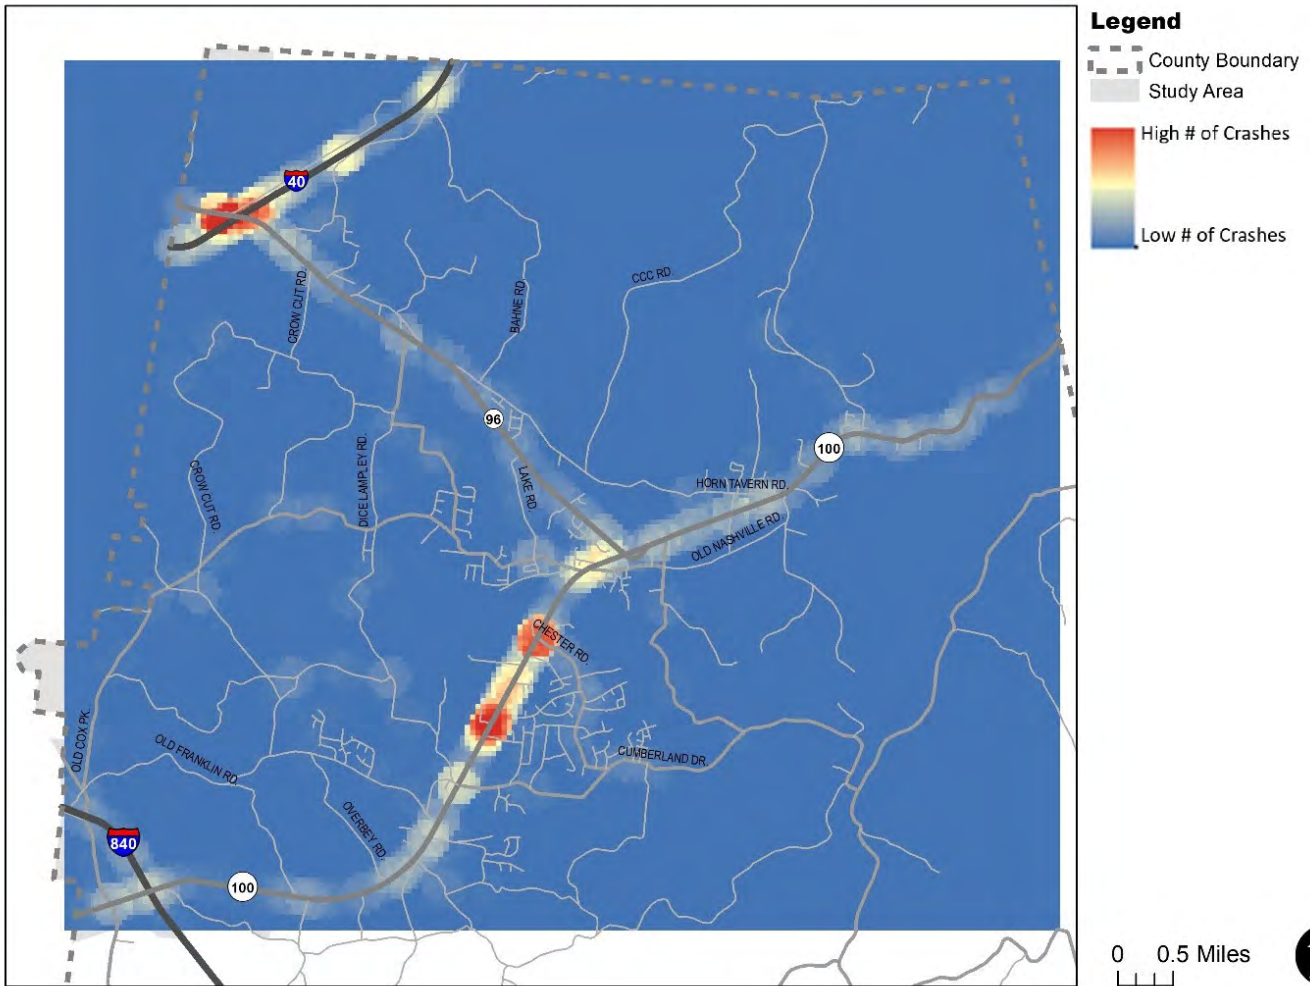 Legend
County Boundary
Study Area
High # of Crashes
Low # of Crashes
40
CROW CUT RD.
BAHNE RD.
CCC RD.
96
100
CROW CUT RD.
DICE LAMPLEY RD.
LAKE RD.
HORN TAVERN RD.
OLD NASHVILLE RD.
CHESTER RD.
OLD COX PK.
OLD FRANKLIN RD.
CUMBERLAND DR.
OVERBEY RD.
840
100
0 0.5 Miles